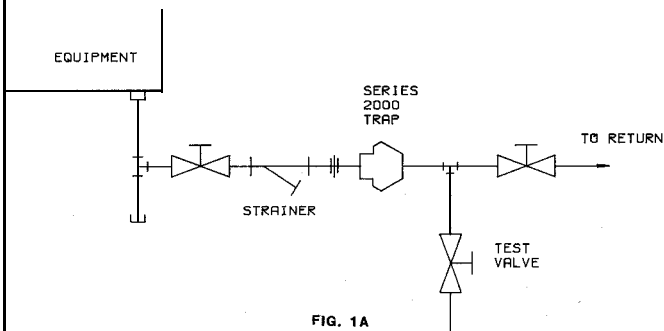 EQUIPMENT
SERIES
2000
TRAP
TO RETURN
STRAINER
TEST
VALVE
FIG. 1A